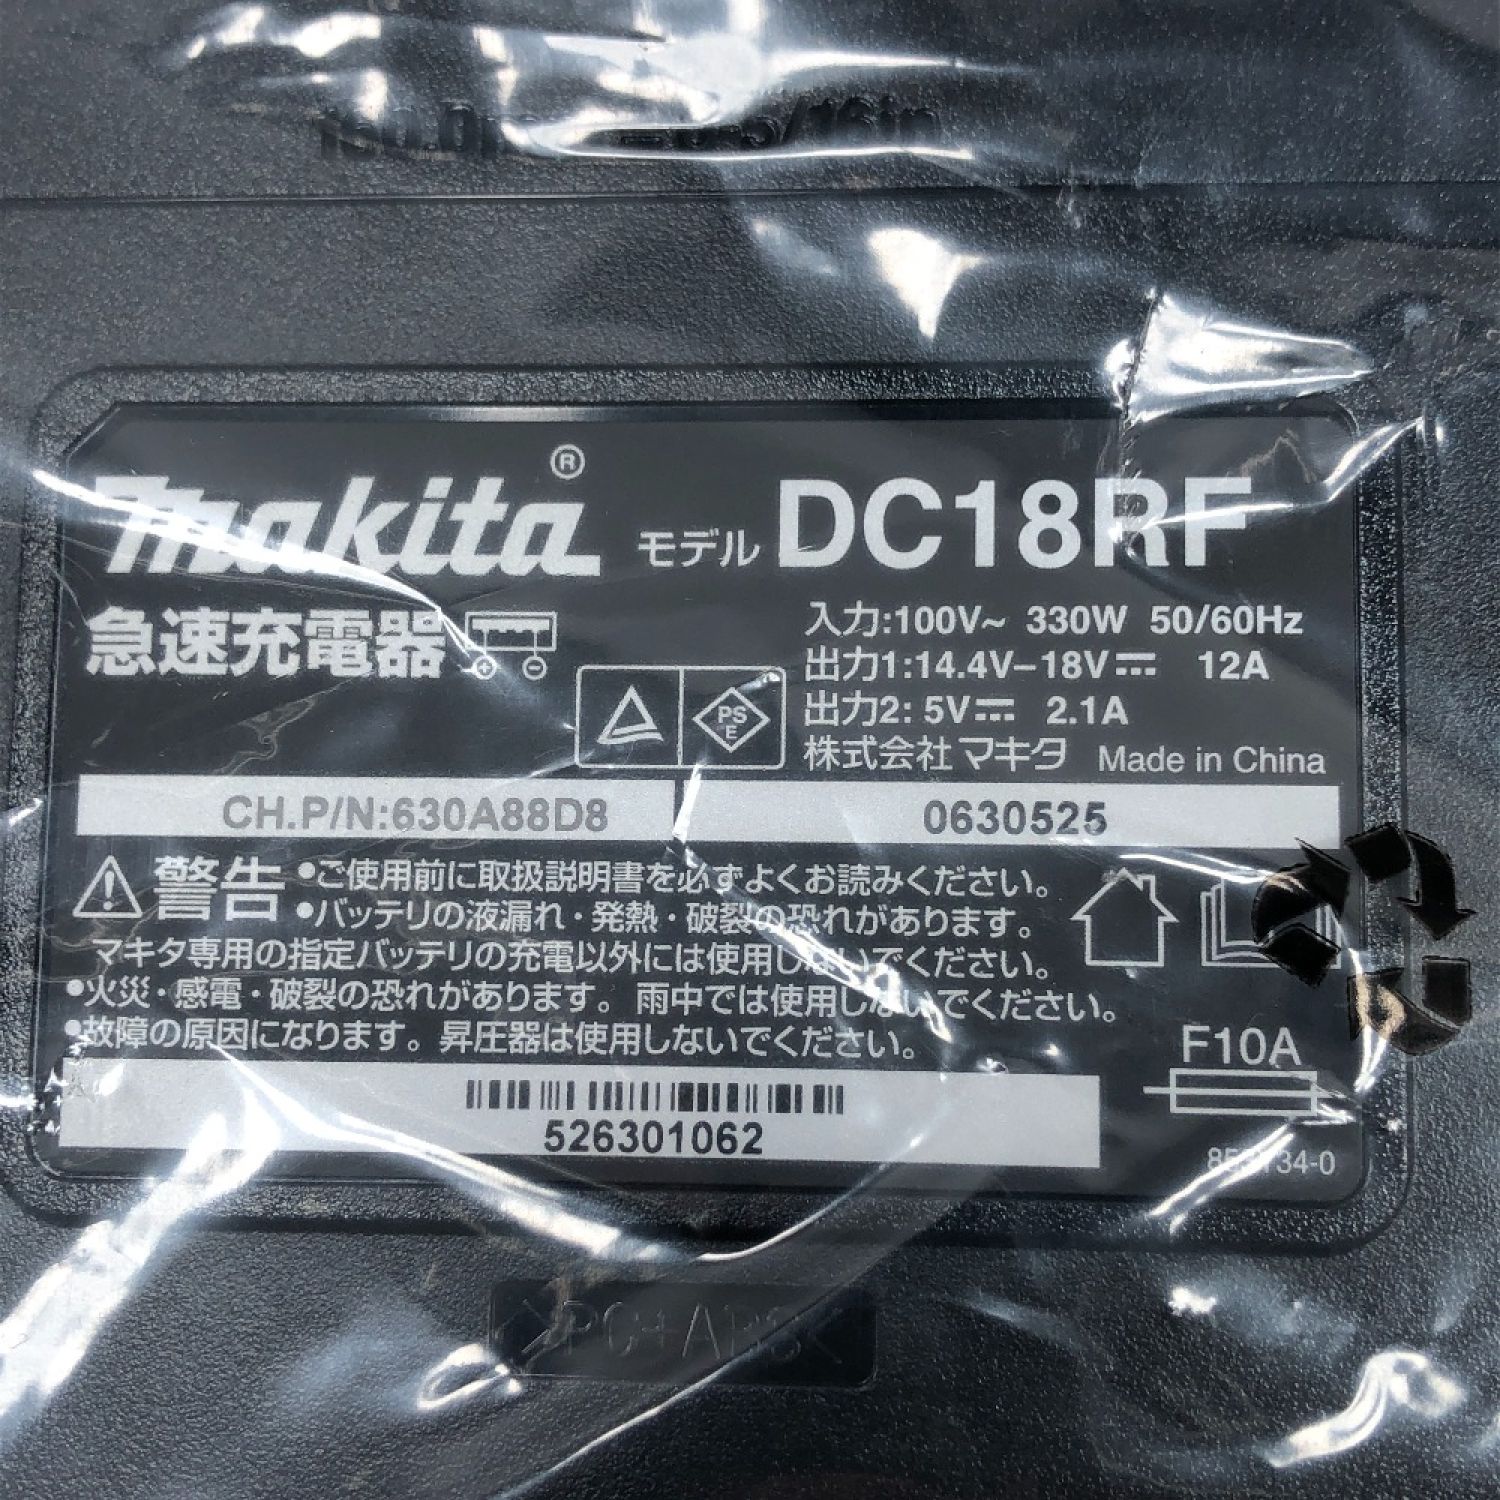 makita®
モデル DC18RF
急速充電器
入力:100V~ 330W 50/60Hz
出力1:14.4V-18V⎓ 12A
出力2: 5V⎓ 2.1A
PS
E
株式会社 マキタ Made in China
CH.P/N:630A88D8
0630525
警告 •ご使用前に取扱説明書を必ずよくお読みください。
•バッテリの液漏れ・発熱・破裂の恐れがあります。
マキタ専用の指定バッテリの充電以外には使用しないでください。
•火災・感電・破裂の恐れがあります。 雨中では使用しないでください。
•故障の原因になります。昇圧器は使用しないでください。
F10A
526301062
>PC+ABS<